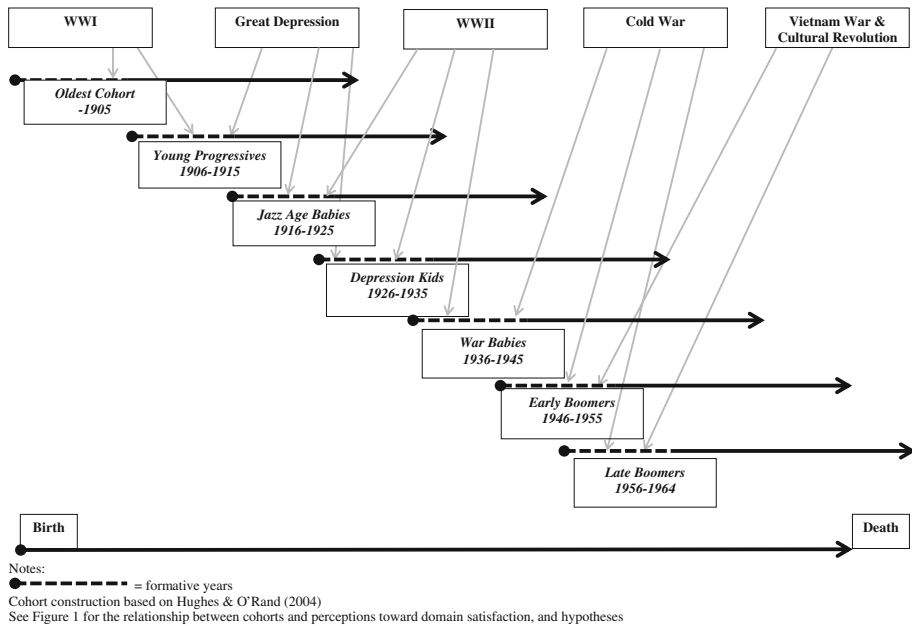 WWI
Great Depression
WWII
Cold War
Vietnam War &
Cultural Revolution
Oldest Cohort
-1905
Young Progressives
1906-1915
Jazz Age Babies
1916-1925
Depression Kids
1926-1935
War Babies
1936-1945
Early Boomers
1946-1955
Late Boomers
1956-1964
Birth
Death
Notes:
= formative years
Cohort construction based on Hughes & O’Rand (2004)
See Figure 1 for the relationship between cohorts and perceptions toward domain satisfaction, and hypotheses